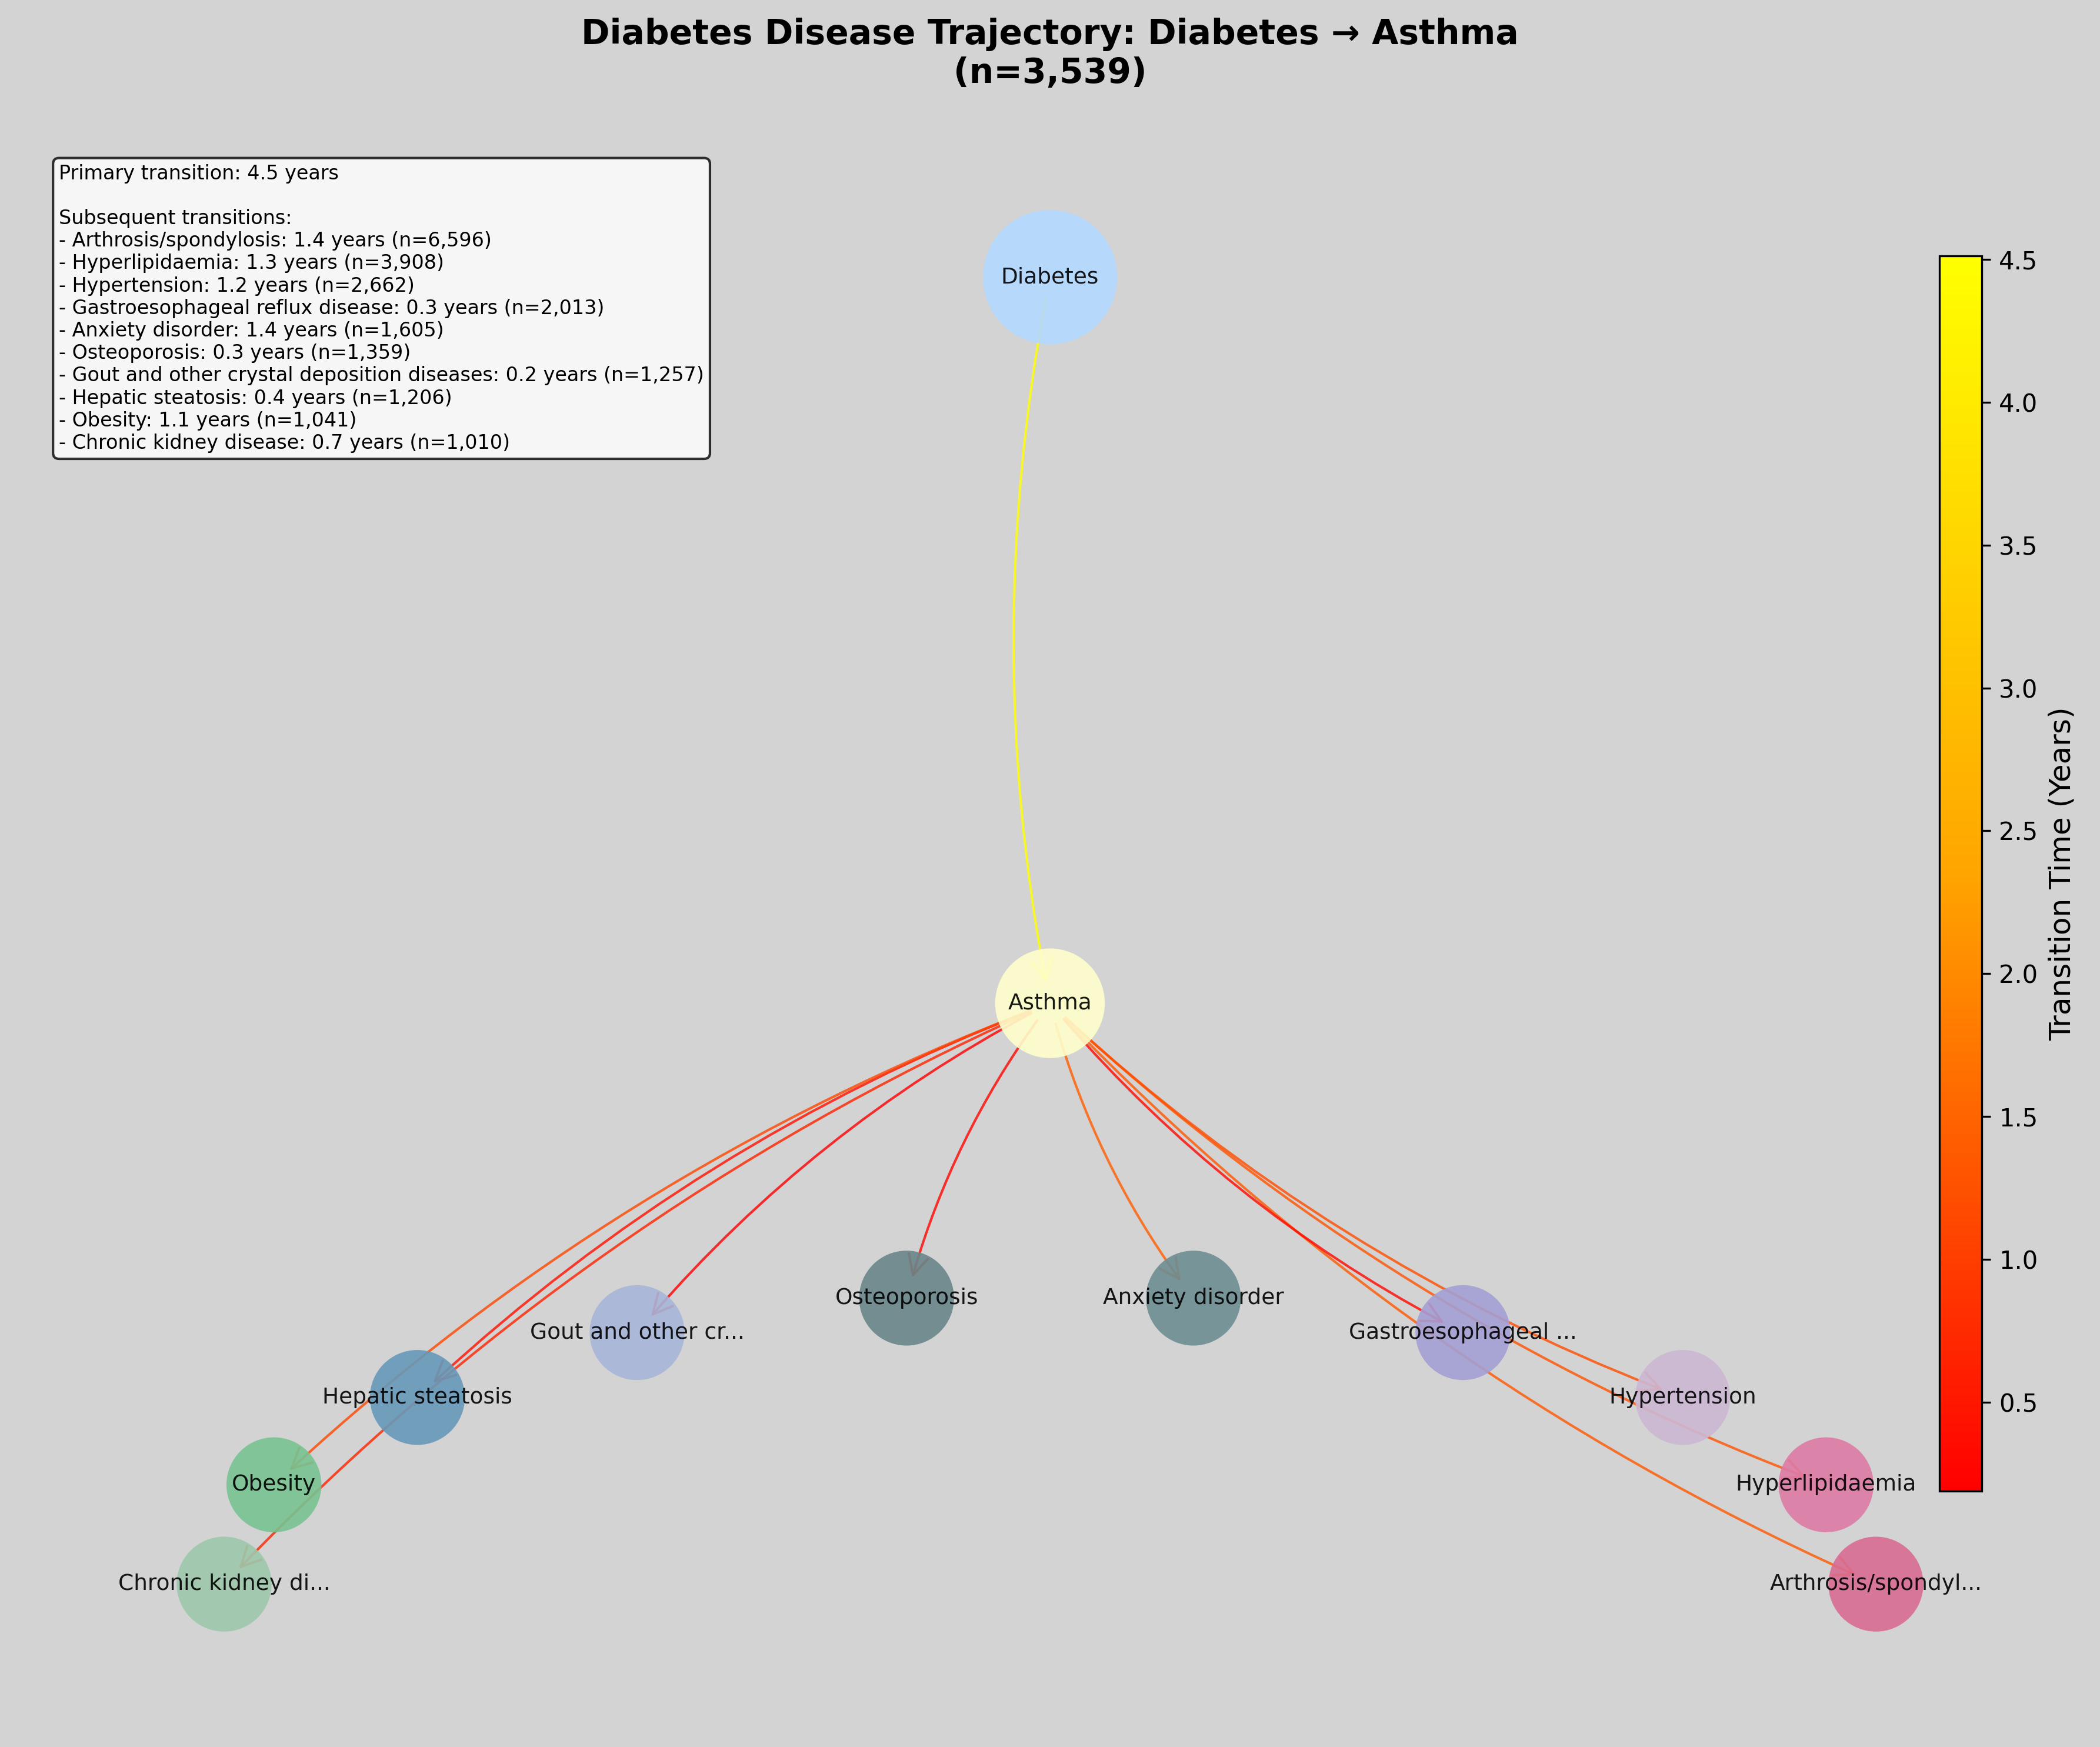 Diabetes Disease Trajectory: Diabetes → Asthma
(n=3,539)
Primary transition: 4.5 years
Subsequent transitions:
- Arthrosis/spondylosis: 1.4 years (n=6,596)
- Hyperlipidaemia: 1.3 years (n=3,908)
- Hypertension: 1.2 years (n=2,662)
- Gastroesophageal reflux disease: 0.3 years (n=2,013)
- Anxiety disorder: 1.4 years (n=1,605)
- Osteoporosis: 0.3 years (n=1,359)
- Gout and other crystal deposition diseases: 0.2 years (n=1,257)
- Hepatic steatosis: 0.4 years (n=1,206)
- Obesity: 1.1 years (n=1,041)
- Chronic kidney disease: 0.7 years (n=1,010)
Diabetes
Asthma
Osteoporosis
Anxiety disorder
Gout and other cr...
Gastroesophageal ...
Hepatic steatosis
Hypertension
Obesity
Hyperlipidaemia
Chronic kidney di...
Arthrosis/spondyl...
4.5
4.0
3.5
3.0
2.5
2.0
1.5
1.0
0.5
Transition Time (Years)